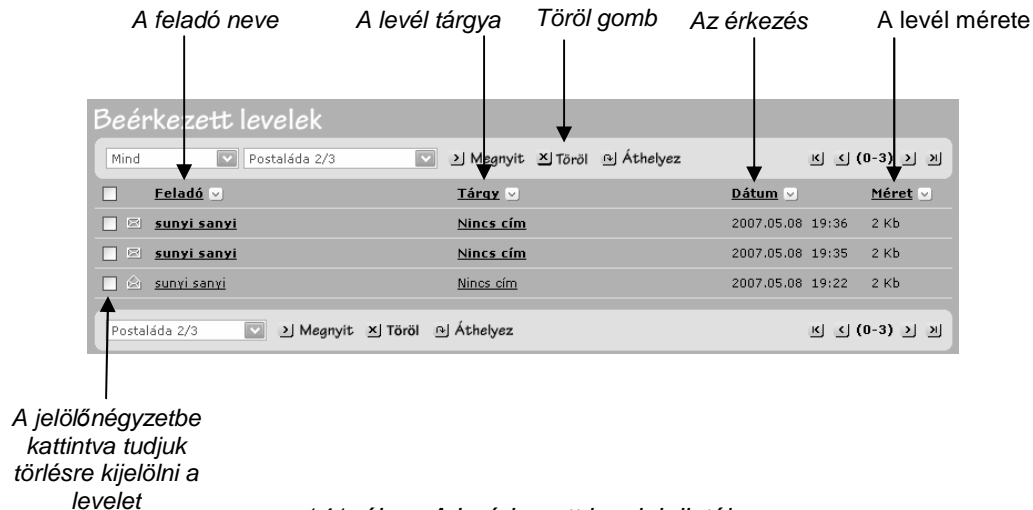 A feladó neve A levél tárgya Töröl gomb Az érkezés A levél mérete
Beérkezett levelek
Mind Postaláda 2/3 Megnyit Töröl Áthelyez (0-3)
Feladó Tárgy Dátum Méret
sunyi sanyi Nincs cím 2007.05.08 19:36 2 Kb
sunyi sanyi Nincs cím 2007.05.08 19:35 2 Kb
sunyi sanyi Nincs cím 2007.05.08 19:22 2 Kb
Postaláda 2/3 Megnyit Töröl Áthelyez (0-3)
A jelölőnégyzetbe
kattintva tudjuk
törlésre kijelölni a
levelet